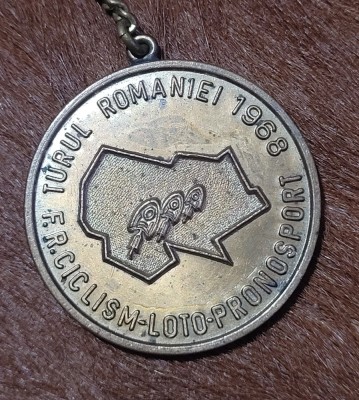 TURUL ROMANIEI 1968
F.R.CICLISM-LOTO-PRONOSPORT